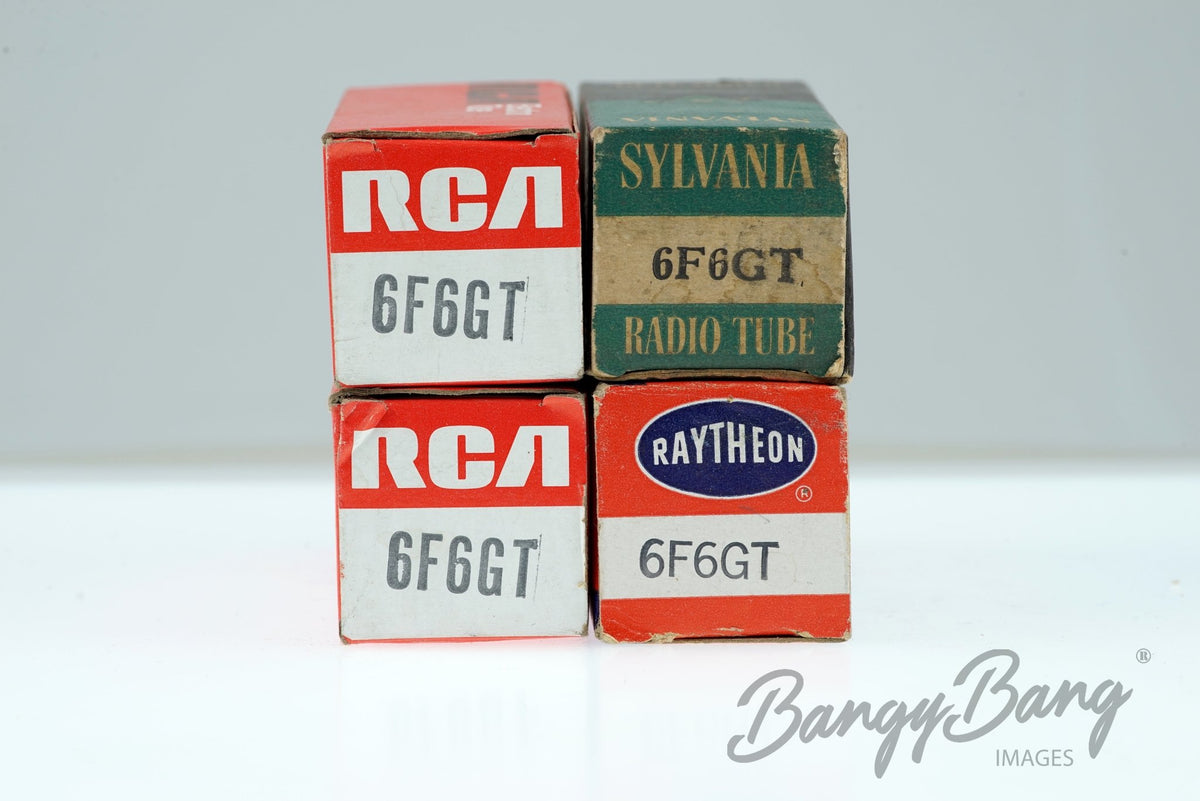 RCA
6F6GT
SYLVANIA
6F6GT
RADIO TUBE
RCA
6F6GT
RAYTHEON
®
6F6GT
BangyBang ®
IMAGES